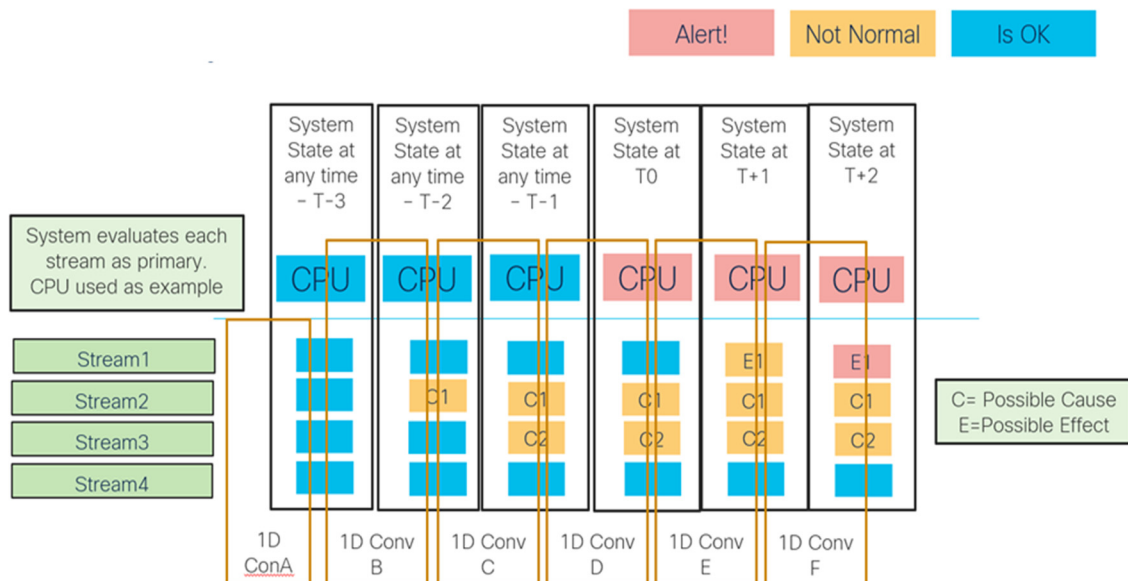 Alert!
Not Normal
Is OK
System
State at
any time
– T-3
System
State at
any time
– T-2
System
State at
any time
– T-1
System
State at
T0
System
State at
T+1
System
State at
T+2
System evaluates each
stream as primary.
CPU used as example
CPU
CPU
CPU
CPU
CPU
CPU
Stream1
E1
E1
Stream2
C1
C1
C1
C1
C1
Stream3
C2
C2
C2
C2
Stream4
C= Possible Cause
E=Possible Effect
1D
ConA
1D Conv
B
1D Conv
C
1D Conv
D
1D Conv
E
1D Conv
F